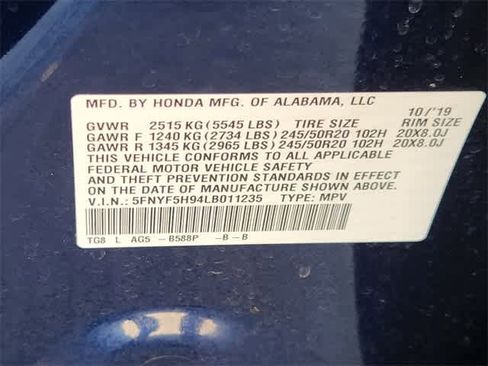 MFD. BY HONDA MFG. OF ALABAMA, LLC 10/'19
GVWR 2515 KG (5545 LBS) TIRE SIZE RIM SIZE
GAWR F 1240 KG (2734 LBS) 245/50R20 102H 20X8.0J
GAWR R 1345 KG (2965 LBS) 245/50R20 102H 20X8.0J
THIS VEHICLE CONFORMS TO ALL APPLICABLE
FEDERAL MOTOR VEHICLE SAFETY
AND THEFT PREVENTION STANDARDS IN EFFECT
ON THE DATE OF MANUFACTURE SHOWN ABOVE.
V.I.N.: 5FNYF5H94LB011235 TYPE: MPV
TG8 L AG5 -B588P -B-B